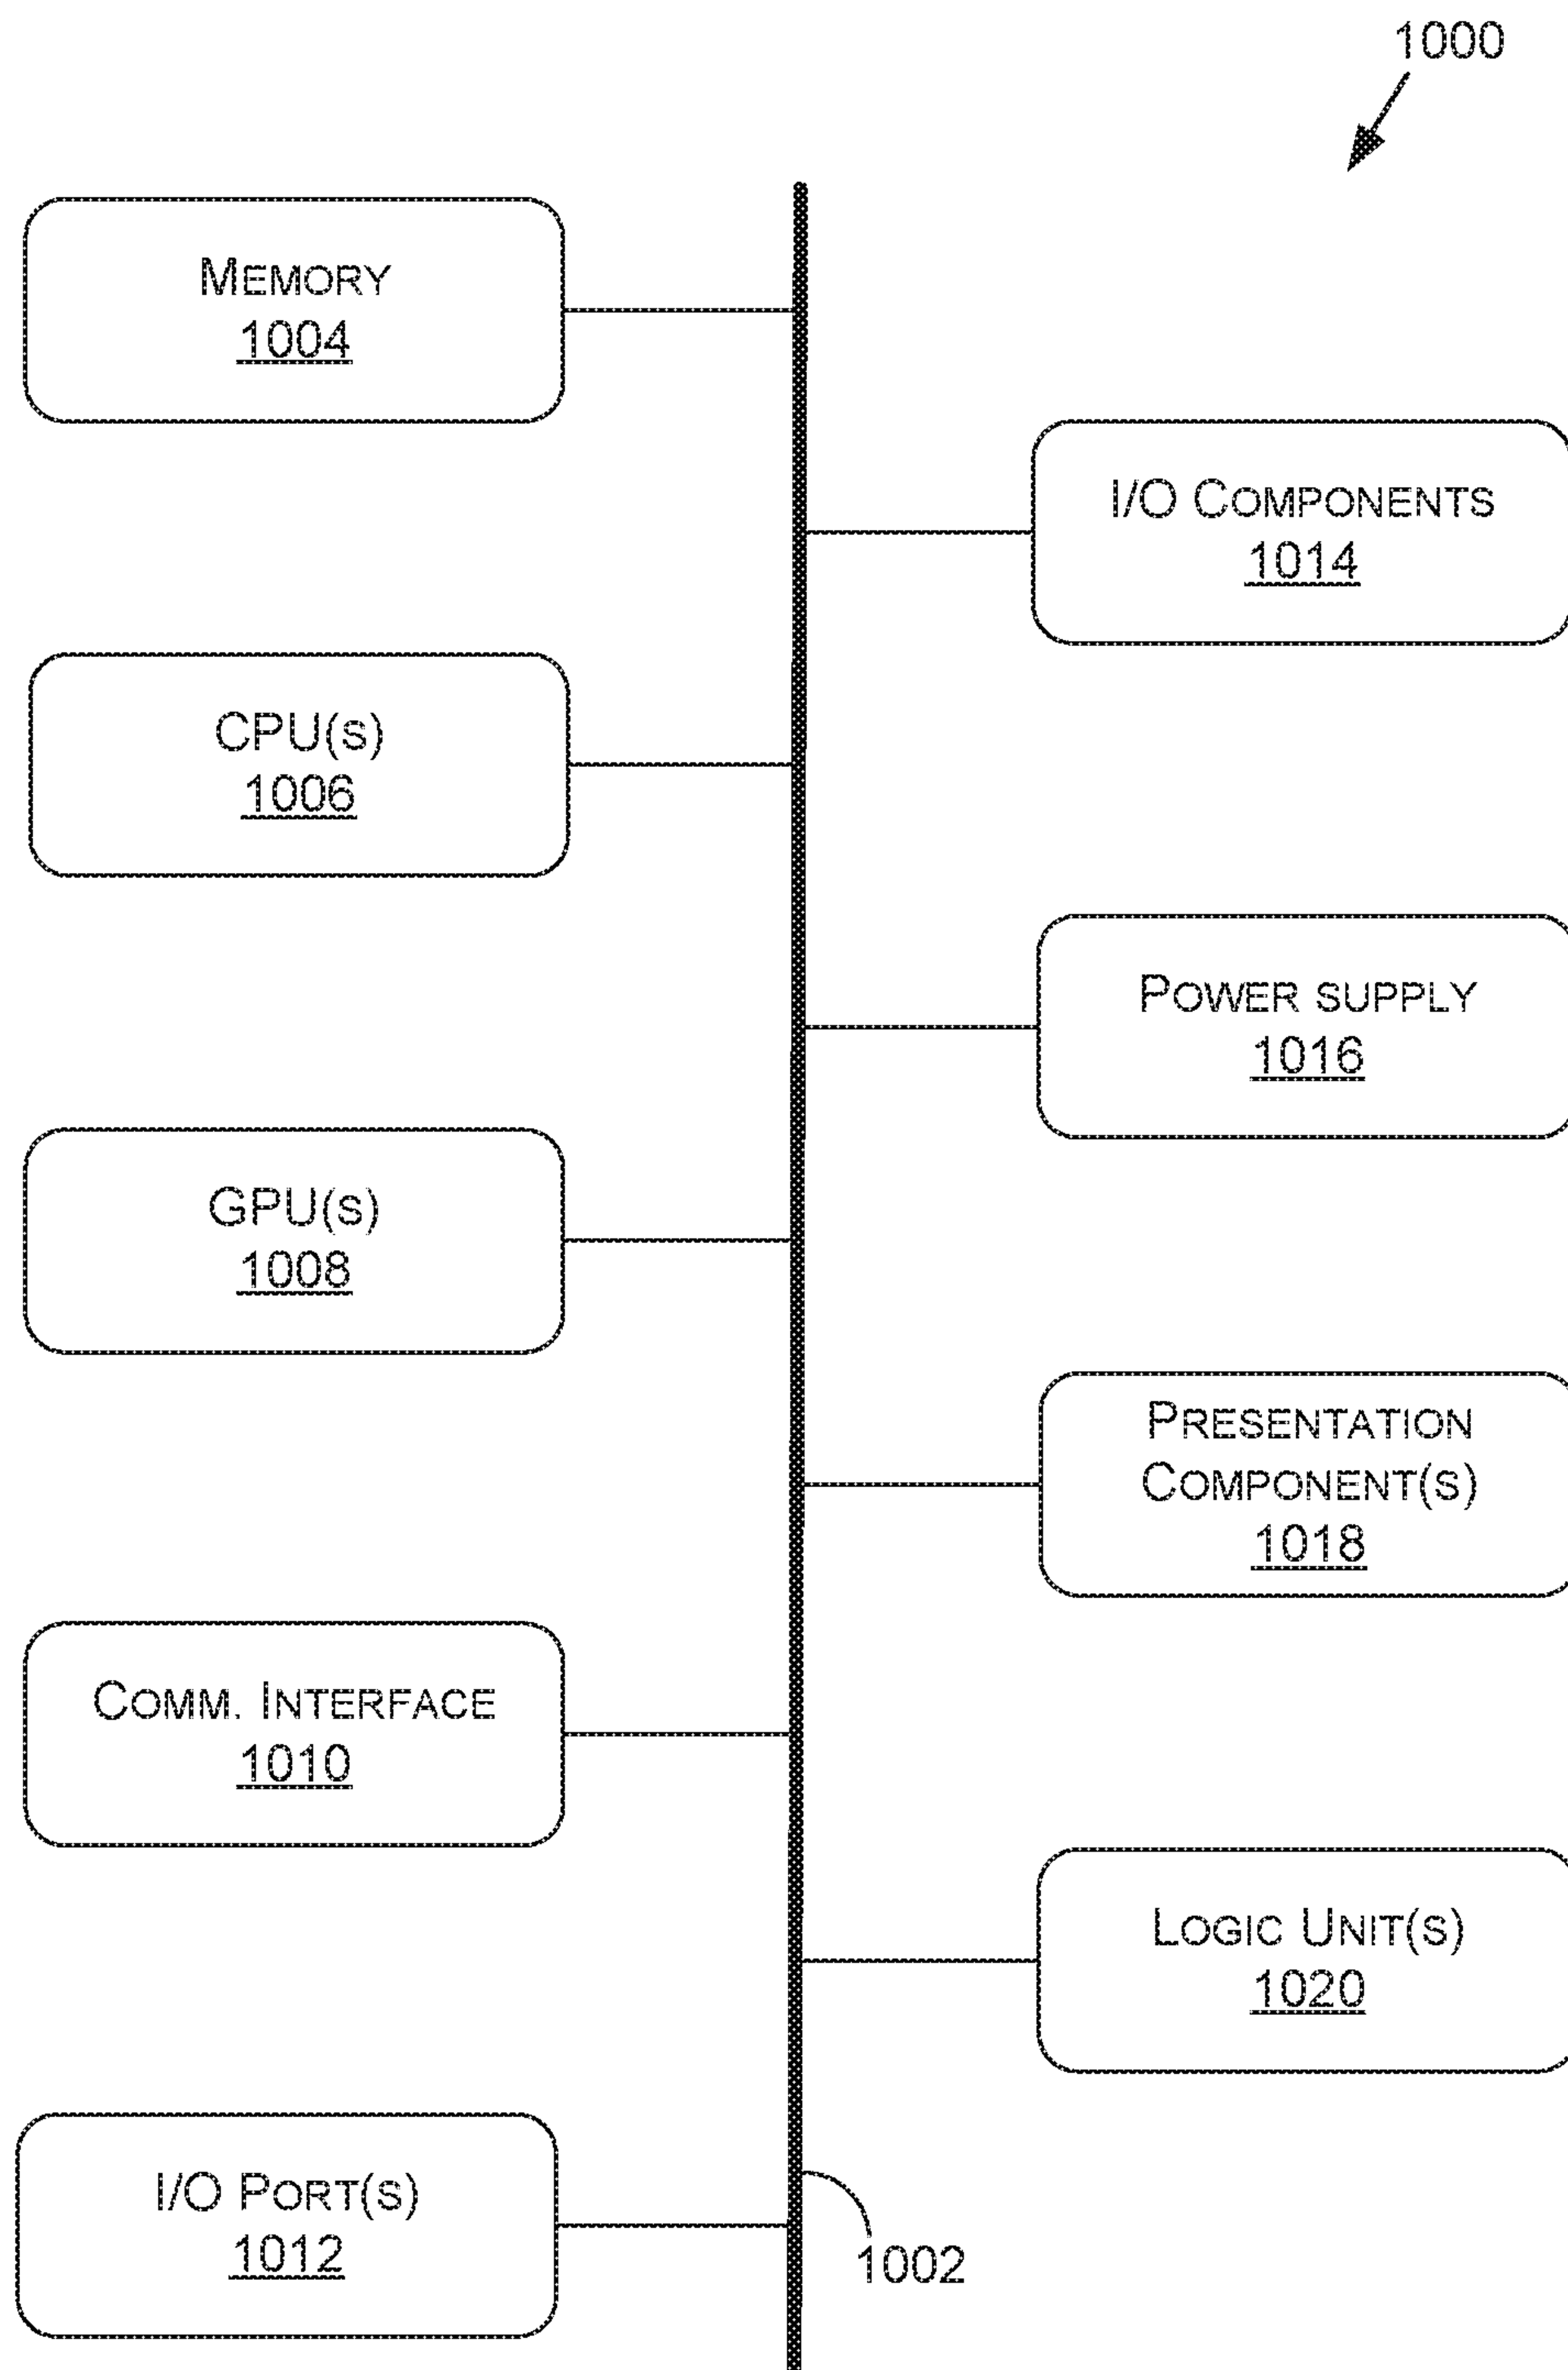 1000
MEMORY
1004
I/O COMPONENTS
1014
CPU(S)
1006
POWER SUPPLY
1016
GPU(S)
1008
PRESENTATION
COMPONENT(S)
1018
COMM. INTERFACE
1010
LOGIC UNIT(S)
1020
I/O PORT(S)
1012
1002